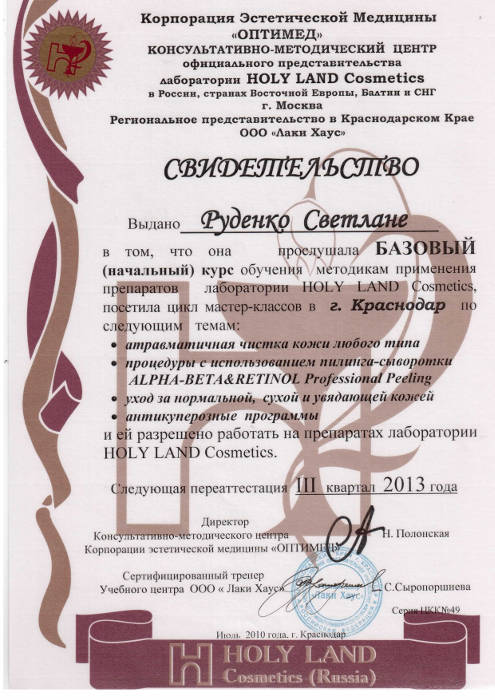 Корпорация Эстетической Медицины
«ОПТИМЕД»
КОНСУЛЬТАТИВНО-МЕТОДИЧЕСКИЙ ЦЕНТР
официального представительства
лаборатории HOLY LAND Cosmetics
в России, странах Восточной Европы, Балтии и СНГ
г. Москва
Региональное представительство в Краснодарском Крае
ООО «Лаки Хаус»
СВИДЕТЕЛЬСТВО
Выдано Руденко Светлане
в том, что она прослушала БАЗОВЫЙ
(начальный) курс обучения методикам применения
препаратов лаборатории HOLY LAND Cosmetics,
посетила цикл мастер-классов в г. Краснодар по
следующим темам:
• атравматичная чистка кожи любого типа
• процедуры с использованием пилинга-сыворотки
ALPHA-BETA&RETINOL Professional Peeling
• уход за нормальной, сухой и увядающей кожей
• антикуперозные программы
и ей разрешено работать на препаратах лаборатории
HOLY LAND Cosmetics.
Следующая переаттестация III квартал 2013 года
Директор
Консультативно-методического центра
Корпорации эстетической медицины «ОПТИМЕД»
Н. Полонская
Сертифицированный тренер
Учебного центра ООО « Лаки Хаус»
С.Сыропоршнева
«Лаки Хаус»
Серия НКК№49
Июль 2010 года, г. Краснодар
HOLY LAND
Cosmetics (Russia)